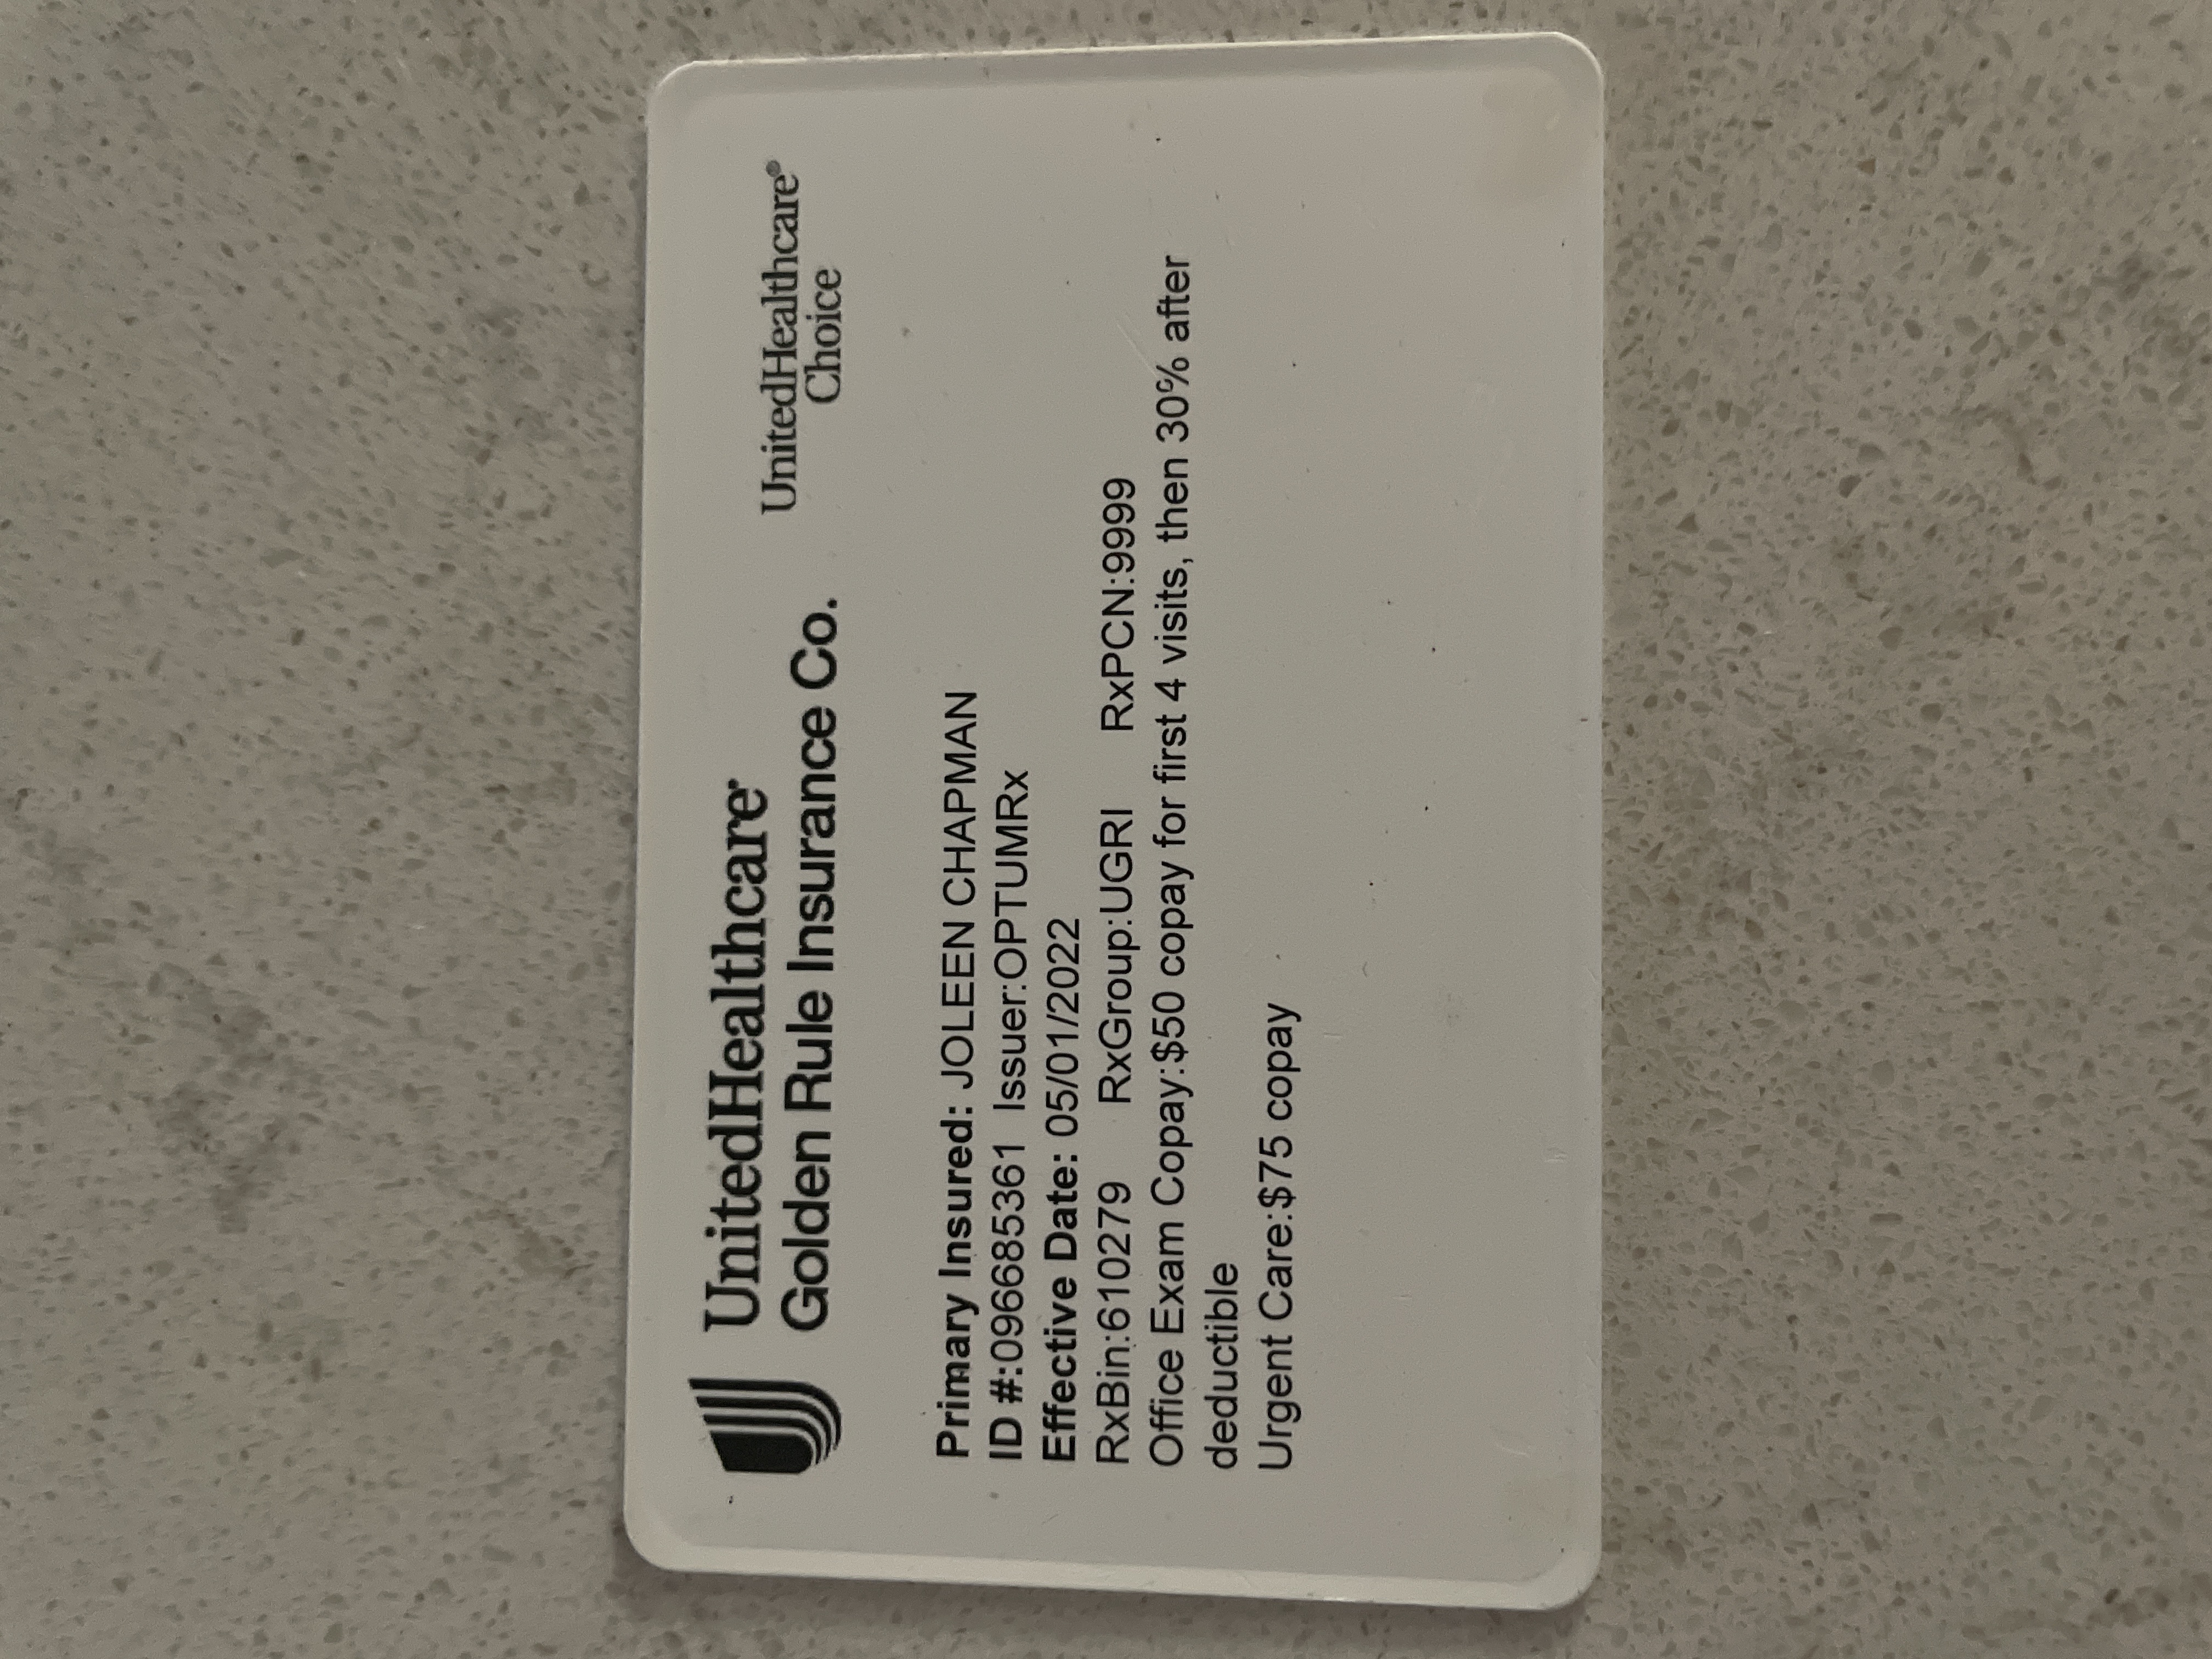 UnitedHealthcare
Golden Rule Insurance Co.
UnitedHealthcare®
Choice
Primary Insured: JOLEEN CHAPMAN
ID #:096685361 Issuer:OPTUMRx
Effective Date: 05/01/2022
RxBin:610279 RxGroup:UGRI RxPCN:9999
Office Exam Copay:$50 copay for first 4 visits, then 30% after
deductible
Urgent Care:$75 copay